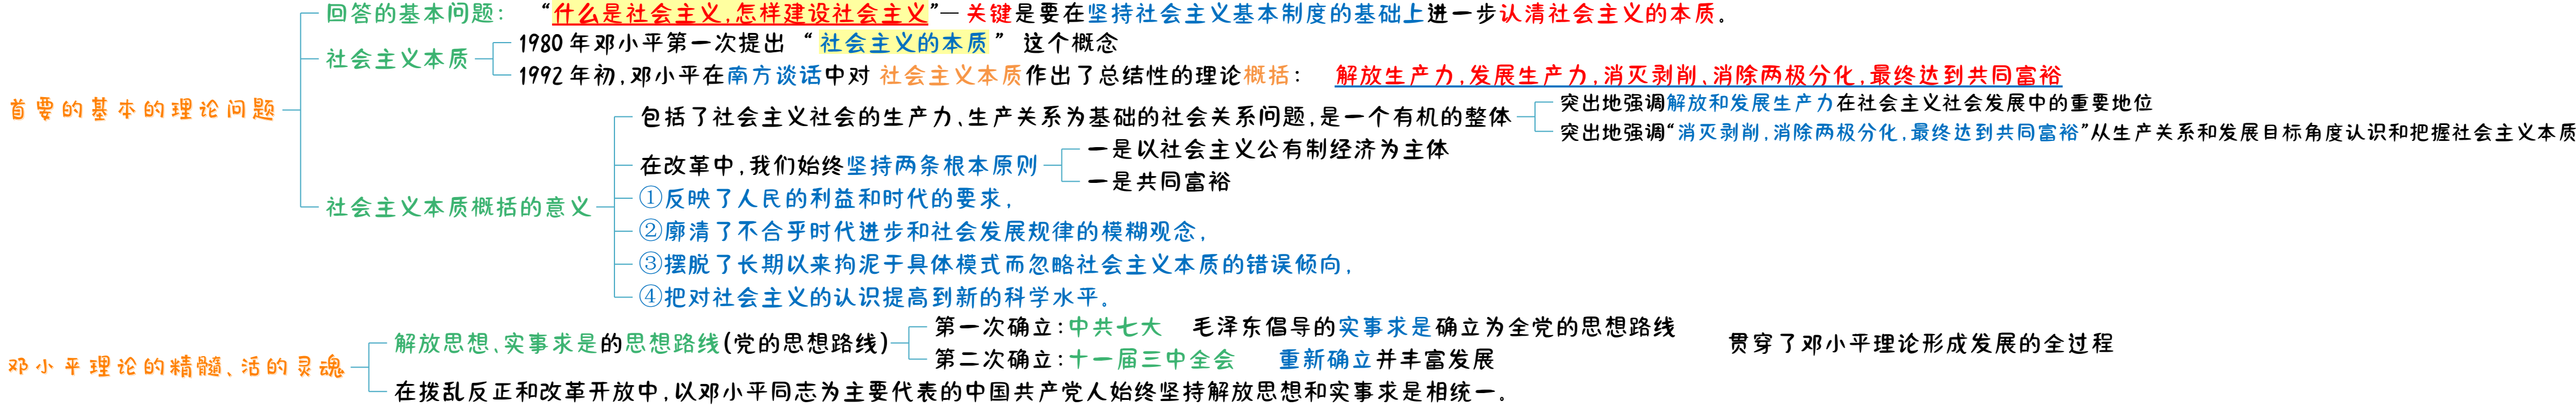 首要的基本的理论问题
回答的基本问题： “什么是社会主义,怎样建设社会主义”— 关键是要在坚持社会主义基本制度的基础上进一步认清社会主义的本质。
社会主义本质
1980年邓小平第一次提出 “社会主义的本质” 这个概念
1992年初,邓小平在南方谈话中对 社会主义本质作出了总结性的理论概括： 解放生产力,发展生产力,消灭剥削、消除两极分化,最终达到共同富裕
社会主义本质概括的意义
包括了社会主义社会的生产力、生产关系为基础的社会关系问题,是一个有机的整体
突出地强调解放和发展生产力在社会主义社会发展中的重要地位
突出地强调“消灭剥削,消除两极分化,最终达到共同富裕”从生产关系和发展目标角度认识和把握社会主义本质
在改革中,我们始终坚持两条根本原则
一是以社会主义公有制经济为主体
一是共同富裕
①反映了人民的利益和时代的要求,
②廓清了不合乎时代进步和社会发展规律的模糊观念,
③摆脱了长期以来拘泥于具体模式而忽略社会主义本质的错误倾向,
④把对社会主义的认识提高到新的科学水平。
邓小平理论的精髓、活的灵魂
解放思想、实事求是的思想路线(党的思想路线)
第一次确立:中共七大 毛泽东倡导的实事求是确立为全党的思想路线
第二次确立:十一届三中全会 重新确立并丰富发展
贯穿了邓小平理论形成发展的全过程
在拨乱反正和改革开放中,以邓小平同志为主要代表的中国共产党人始终坚持解放思想和实事求是相统一。